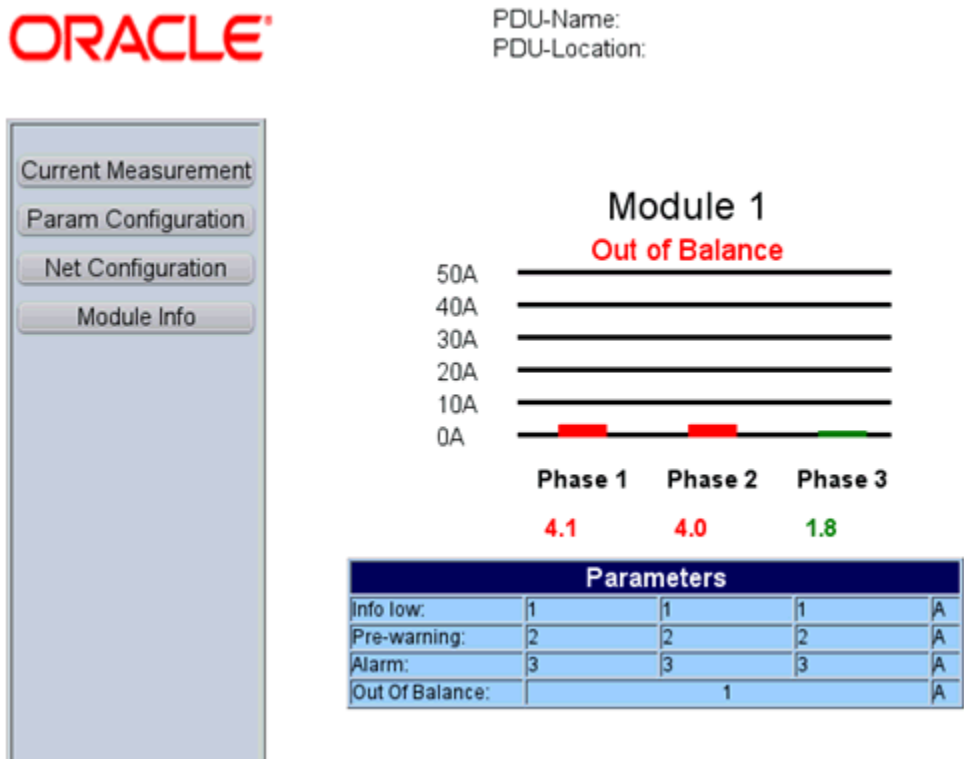 ORACLE
PDU-Name:
PDU-Location:
Current Measurement
Param Configuration
Net Configuration
Module Info
Module 1
Out of Balance
50A
40A
30A
20A
10A
0A
Phase 1 Phase 2 Phase 3
4.1 4.0 1.8
Parameters
Info low: 1 1 1 A
Pre-warning: 2 2 2 A
Alarm: 3 3 3 A
Out Of Balance: 1 A